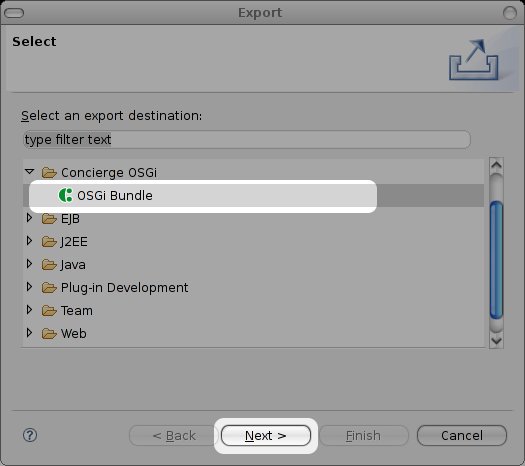 Export
Select
Select an export destination:
type filter text
Concierge OSGi
OSGi Bundle
EJB
J2EE
Java
Plug-in Development
Team
Web
? < Back Next > Finish Cancel